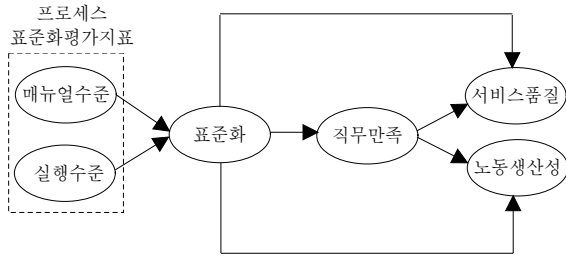 프로세스
표준화평가지표
매뉴얼수준
실행수준
표준화
직무만족
서비스품질
노동생산성